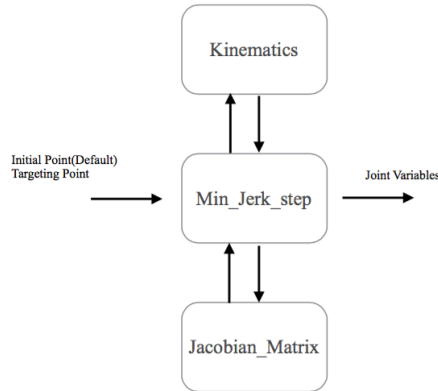 Kinematics
Initial Point(Default)
Targeting Point
Min_Jerk_step
Joint Variables
Jacobian_Matrix